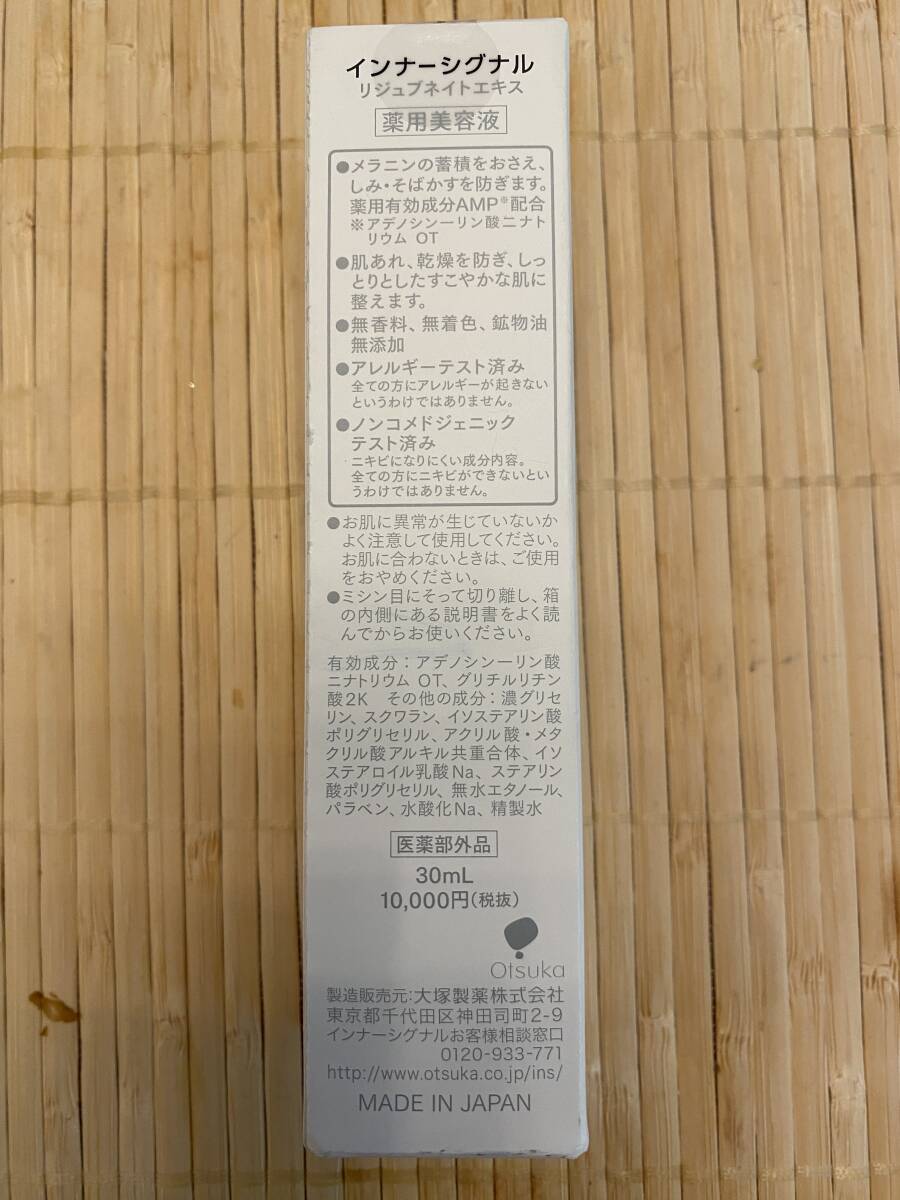 インナーシグナル
リジュブネイトエキス
薬用美容液
●メラニンの蓄積をおさえ、
しみ・そばかすを防ぎます。
薬用有効成分AMP※配合
※アデノシン一リン酸二ナト
リウム OT
●肌あれ、乾燥を防ぎ、しっ
とりとしたすこやかな肌に
整えます。
●無香料、無着色、鉱物油
無添加
●アレルギーテスト済み
全ての方にアレルギーが起きない
というわけではありません。
●ノンコメドジェニック
テスト済み
ニキビになりにくい成分内容。
全ての方にニキビができないとい
うわけではありません。
●お肌に異常が生じていないか
よく注意して使用してください。
お肌に合わないときは、ご使用
をおやめください。
●ミシン目にそって切り離し、箱
の内側にある説明書をよく読
んでからお使いください。
有効成分：アデノシン一リン酸
二ナトリウム OT、グリチルリチン
酸2K　その他の成分：濃グリセ
リン、スクワラン、イソステアリン酸
ポリグリセリル、アクリル酸・メタ
クリル酸アルキル共重合体、イソ
ステアロイル乳酸Na、ステアリン
酸ポリグリセリル、無水エタノール、
パラベン、水酸化Na、精製水
医薬部外品
30mL
10,000円(税抜)
Otsuka
製造販売元：大塚製薬株式会社
東京都千代田区神田司町2-9
インナーシグナルお客様相談窓口
0120-933-771
http://www.otsuka.co.jp/ins/
MADE IN JAPAN